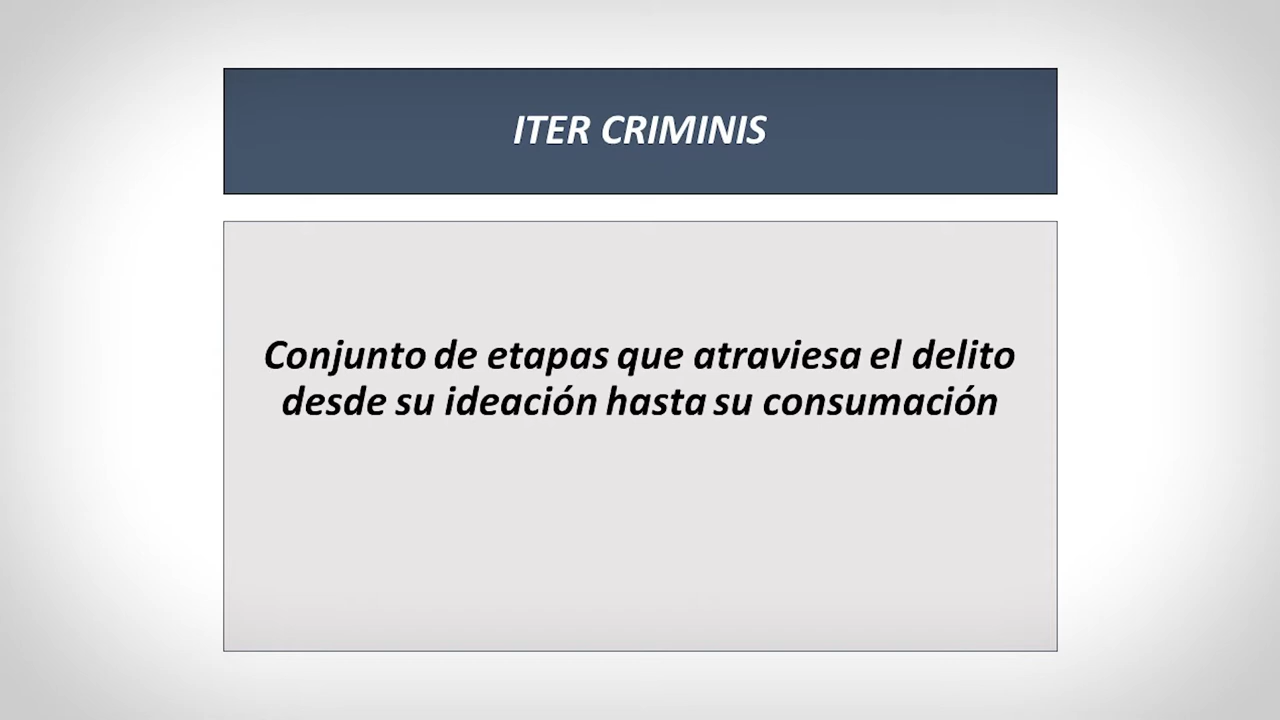 ITER CRIMINIS
Conjunto de etapas que atraviesa el delito
desde su ideación hasta su consumación